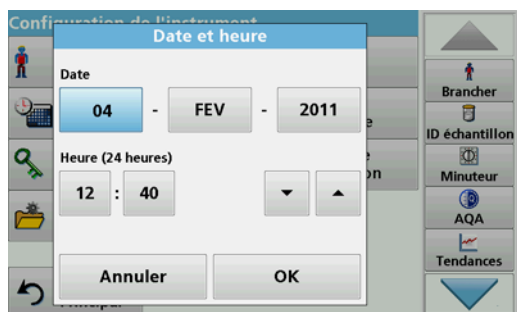 Date et heure
Date
04 - FEV - 2011
Heure (24 heures)
12 : 40
Annuler OK
Brancher
ID échantillon
Minuteur
AQA
Tendances